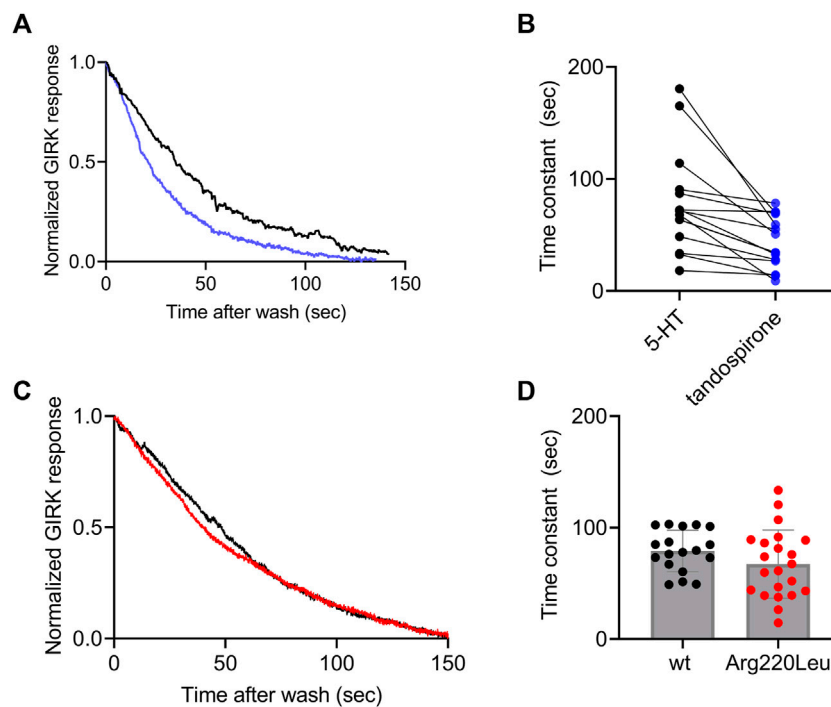 A
Normalized GIRK response
1.0
0.5
0.0
0
50
100
150
Time after wash (sec)
B
Time constant (sec)
200
100
0
5-HT
tandospirone
C
Normalized GIRK response
1.0
0.5
0.0
0
50
100
150
Time after wash (sec)
D
Time constant (sec)
200
100
0
wt
Arg220Leu